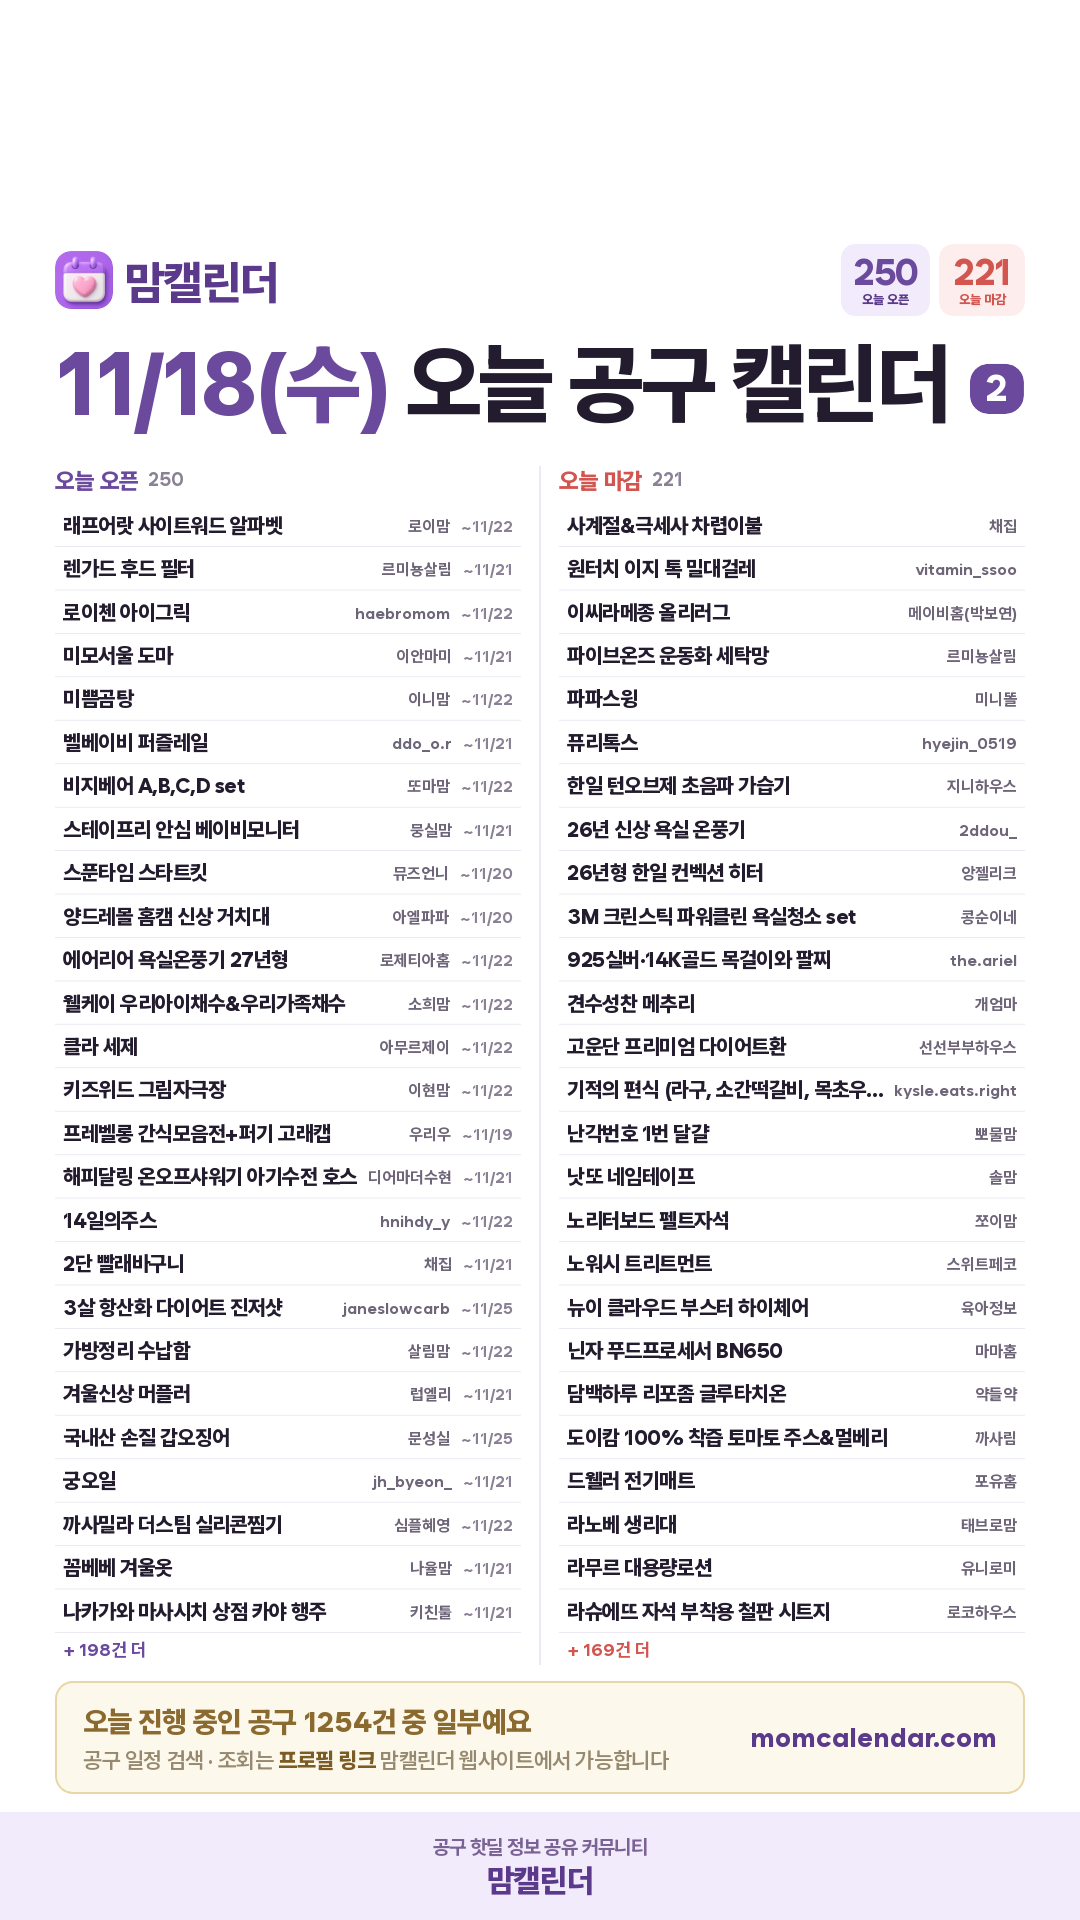 맘캘린더
250
오늘 오픈
221
오늘 마감
11/18(수) 오늘 공구 캘린더 2
오늘 오픈 250
래프어랏 사이트워드 알파벳 로이맘 ~11/22
렌가드 후드 필터 르미뇽살림 ~11/21
로이첸 아이그릭 haebromom ~11/22
미모서울 도마 이안마미 ~11/21
미쁨곰탕 이니맘 ~11/22
벨베이비 퍼즐레일 ddo_o.r ~11/21
비지베어 A,B,C,D set 또마맘 ~11/22
스테이프리 안심 베이비모니터 몽실맘 ~11/21
스푼타임 스타트킷 뮤즈언니 ~11/20
양드레몰 홈캠 신상 거치대 아엘파파 ~11/20
에어리어 욕실온풍기 27년형 로제티아홈 ~11/22
웰케이 우리아이채수&우리가족채수 소희맘 ~11/22
클라 세제 아무르제이 ~11/22
키즈위드 그림자극장 이현맘 ~11/22
프레벨롱 간식모음전+퍼기 고래캡 우리우 ~11/19
해피달링 온오프샤워기 아기수전 호스 디어마더수현 ~11/21
14일의주스 hnihdy_y ~11/22
2단 빨래바구니 채집 ~11/21
3살 항산화 다이어트 진저샷 janeslowcarb ~11/25
가방정리 수납함 살림맘 ~11/22
겨울신상 머플러 럽엘리 ~11/21
국내산 손질 갑오징어 문성실 ~11/25
궁오일 jh_byeon_ ~11/21
까사밀라 더스팀 실리콘찜기 심플혜영 ~11/22
꼼베베 겨울옷 나율맘 ~11/21
나카가와 마사시치 상점 카야 행주 키친툴 ~11/21
+ 198건 더
오늘 마감 221
사계절&극세사 차렵이불 채집
원터치 이지 톡 밀대걸레 vitamin_ssoo
이씨라메종 올리러그 메이비홈(박보연)
파이브온즈 운동화 세탁망 르미뇽살림
파파스윙 미니똘
퓨리톡스 hyejin_0519
한일 턴오브제 초음파 가습기 지니하우스
26년 신상 욕실 온풍기 2ddou_
26년형 한일 컨벡션 히터 앙젤리크
3M 크린스틱 파워클린 욕실청소 set 콩순이네
925실버·14K골드 목걸이와 팔찌 the.ariel
견수성찬 메추리 개엄마
고운단 프리미엄 다이어트환 선선부부하우스
기적의 편식 (라구, 소간떡갈비, 목초우... kysle.eats.right
난각번호 1번 달걀 뽀물맘
낫또 네임테이프 솔맘
노리터보드 펠트자석 쪼이맘
노워시 트리트먼트 스위트페코
뉴이 클라우드 부스터 하이체어 육아정보
닌자 푸드프로세서 BN650 마마홈
담백하루 리포좀 글루타치온 약들약
도이캄 100% 착즙 토마토 주스&멀베리 까사림
드웰러 전기매트 포유홈
라노베 생리대 태브로맘
라무르 대용량로션 유니로미
라슈에뜨 자석 부착용 철판 시트지 로코하우스
+ 169건 더
오늘 진행 중인 공구 1254건 중 일부예요
공구 일정 검색 · 조회는 프로필 링크 맘캘린더 웹사이트에서 가능합니다
momcalendar.com
공구 핫딜 정보 공유 커뮤니티
맘캘린더